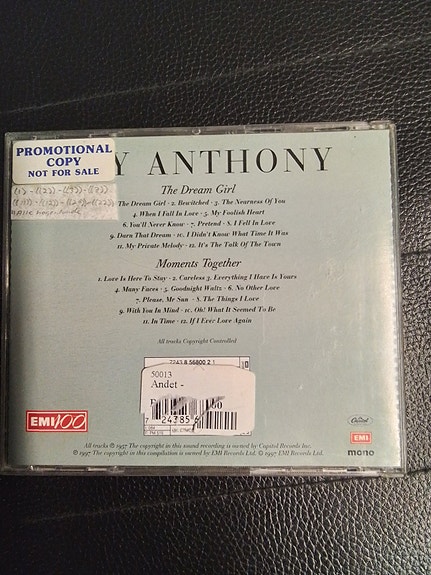 PROMOTIONAL
COPY
NOT FOR SALE
Y ANTHONY
The Dream Girl
The Dream Girl · 2. Bewitched · 3. The Nearness Of You
4. When I Fall In Love · 5. My Foolish Heart
6. You'll Never Know · 7. Pretend · 8. I Fell In Love
9. Darn That Dream · 10. I Didn't Know What Time It Was
11. My Private Melody · 12. It's The Talk Of The Town
Moments Together
1. Love Is Here To Stay · 2. Careless 3. Everything I Have Is Yours
4. Many Faces · 5. Goodnight Waltz · 6. No Other Love
7. Please, Mr Sun · 8. The Things I Love
9. With You In Mind · 10. Oh! What It Seemed To Be
11. In Time · 12. If I Ever Love Again
All tracks Copyright Controlled
7243 8 56800 2 1
50013
Andet -
24385
EMI100
Capitol
EMI
mono
All tracks ℗ 1997 The copyright in this sound recording is owned by Capitol Records Inc.
℗ 1997 The copyright in this compilation is owned by EMI Records Ltd. © 1997 EMI Records Ltd.